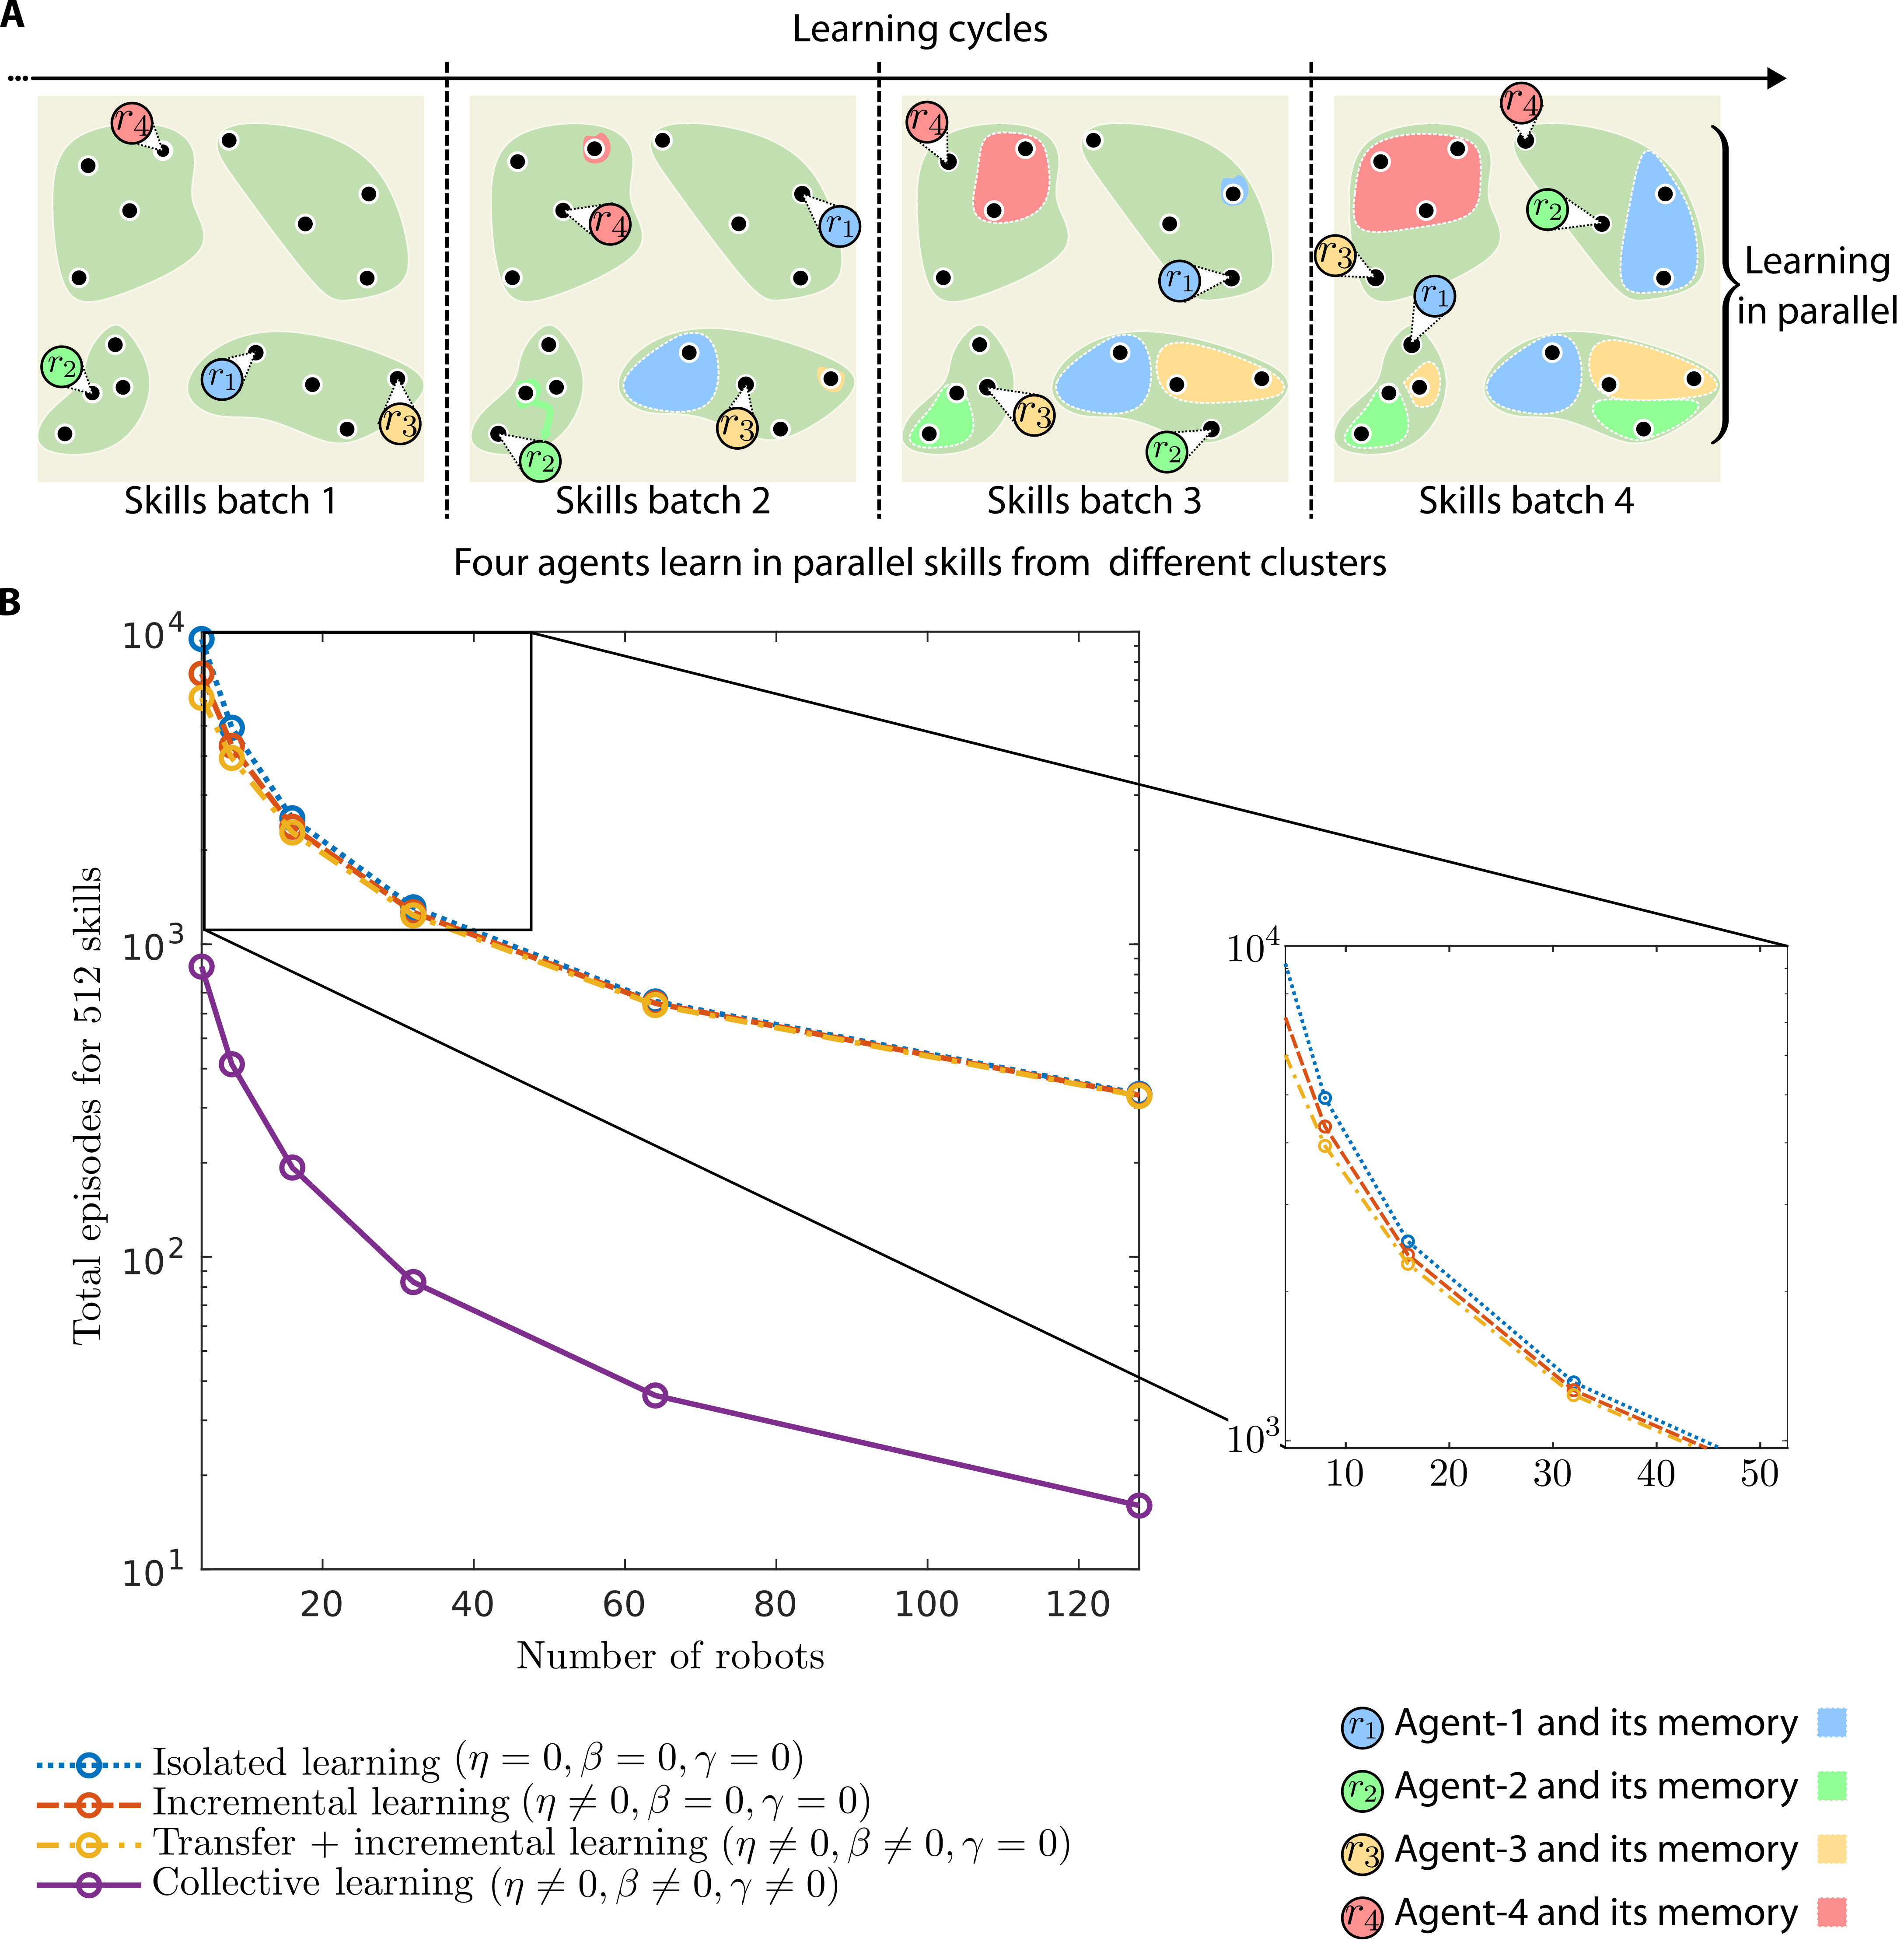 A
Learning cycles
r4
r2
r1
r3
r4
r1
r3
r2
r4
r1
r3
r2
r4
r2
r3
r1
Learning
in parallel
Skills batch 1
Skills batch 2
Skills batch 3
Skills batch 4
Four agents learn in parallel skills from different clusters
B
Total episodes for 512 skills
10^4
10^3
10^2
10^1
20 40 60 80 100 120
Number of robots
10^4
10^3
10 20 30 40 50
Isolated learning (η = 0, β = 0, γ = 0)
Incremental learning (η ≠ 0, β = 0, γ = 0)
Transfer + incremental learning (η ≠ 0, β ≠ 0, γ = 0)
Collective learning (η ≠ 0, β ≠ 0, γ ≠ 0)
r1 Agent-1 and its memory
r2 Agent-2 and its memory
r3 Agent-3 and its memory
r4 Agent-4 and its memory